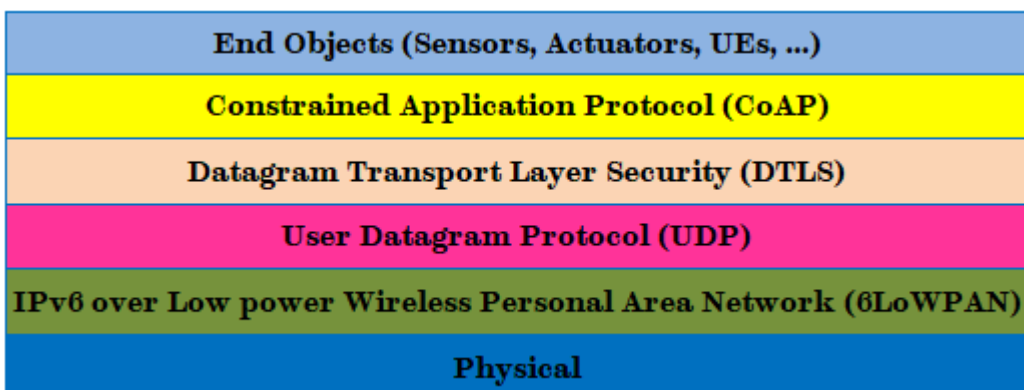 End Objects (Sensors, Actuators, UEs, ...)
Constrained Application Protocol (CoAP)
Datagram Transport Layer Security (DTLS)
User Datagram Protocol (UDP)
IPv6 over Low power Wireless Personal Area Network (6LoWPAN)
Physical